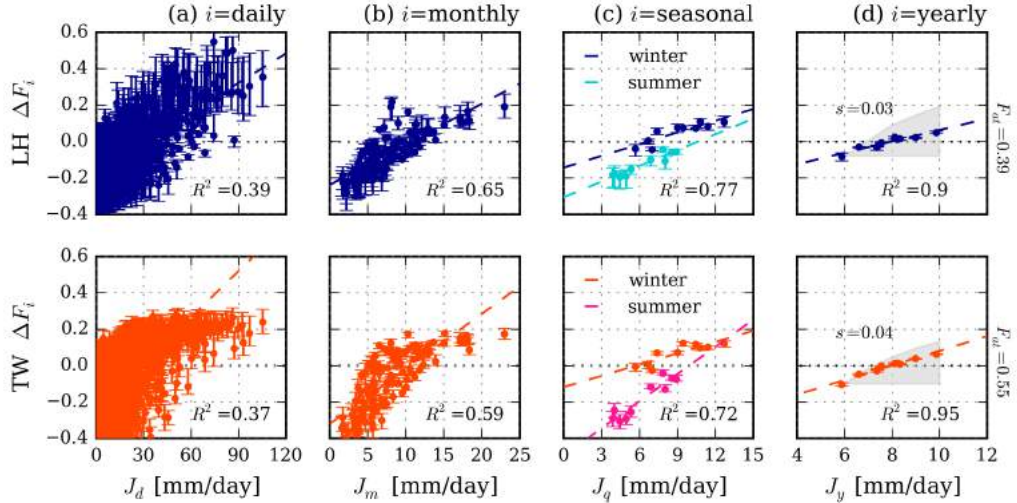 (a) i=daily
(b) i=monthly
(c) i=seasonal
(d) i=yearly
LH ΔF_i
0.6
0.4
0.2
0.0
−0.2
−0.4
R²=0.39
R²=0.65
winter
summer
R²=0.77
s=0.03
R²=0.9
F_at=0.39
TW ΔF_i
0.6
0.4
0.2
0.0
−0.2
−0.4
R²=0.37
R²=0.59
winter
summer
R²=0.72
s=0.04
R²=0.95
F_at=0.55
0 30 60 90 120
0 5 10 15 20 25
0 3 6 9 12 15
4 6 8 10 12
J_d [mm/day]
J_m [mm/day]
J_q [mm/day]
J_y [mm/day]